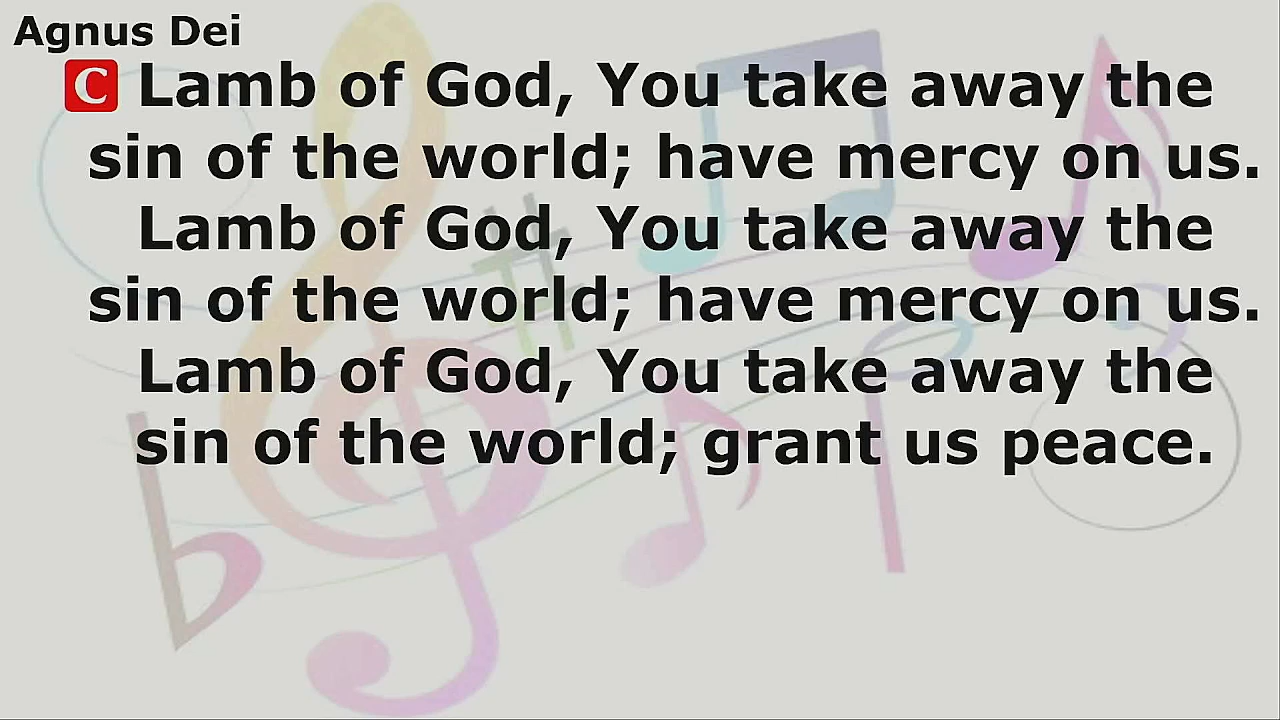 Agnus Dei
C Lamb of God, You take away the
sin of the world; have mercy on us.
Lamb of God, You take away the
sin of the world; have mercy on us.
Lamb of God, You take away the
sin of the world; grant us peace.